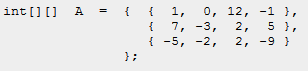 int[][] A = { { 1, 0, 12, -1 },
{ 7, -3, 2, 5 },
{ -5, -2, 2, -9 }
};